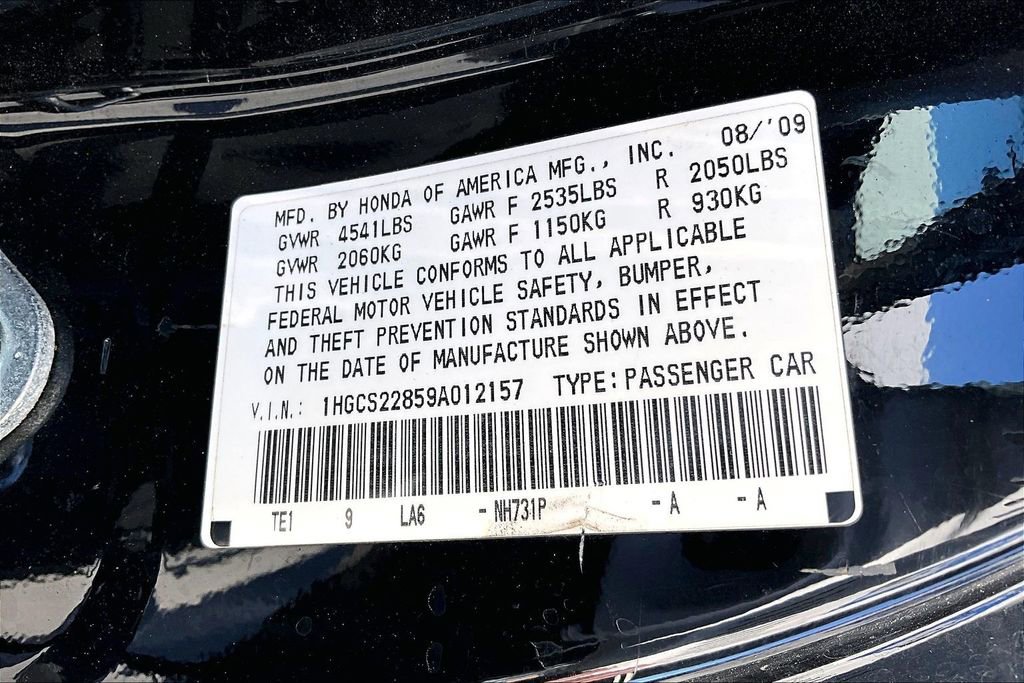 MFD. BY HONDA OF AMERICA MFG., INC. 08/'09
GVWR 4541LBS GAWR F 2535LBS R 2050LBS
GVWR 2060KG GAWR F 1150KG R 930KG
THIS VEHICLE CONFORMS TO ALL APPLICABLE
FEDERAL MOTOR VEHICLE SAFETY, BUMPER,
AND THEFT PREVENTION STANDARDS IN EFFECT
ON THE DATE OF MANUFACTURE SHOWN ABOVE.
V.I.N.: 1HGCS22859A012157 TYPE:PASSENGER CAR
TE1 9 LA6 -NH731P -A -A